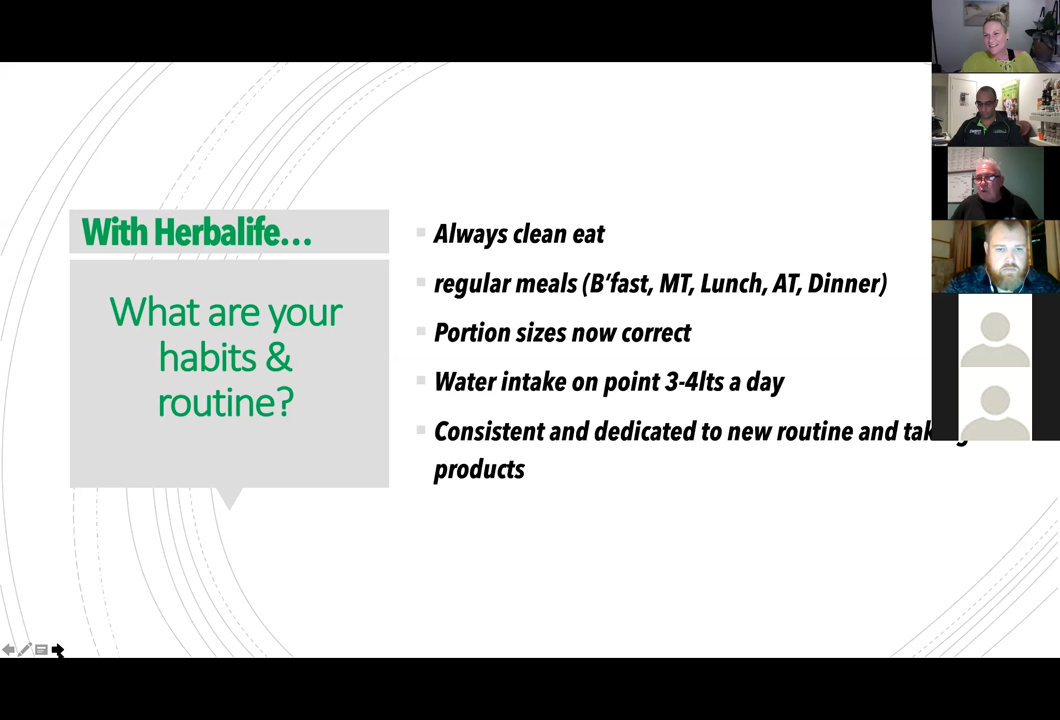 With Herbalife...
What are your
habits &
routine?
Always clean eat
regular meals (B'fast, MT, Lunch, AT, Dinner)
Portion sizes now correct
Water intake on point 3-4lts a day
Consistent and dedicated to new routine and
products